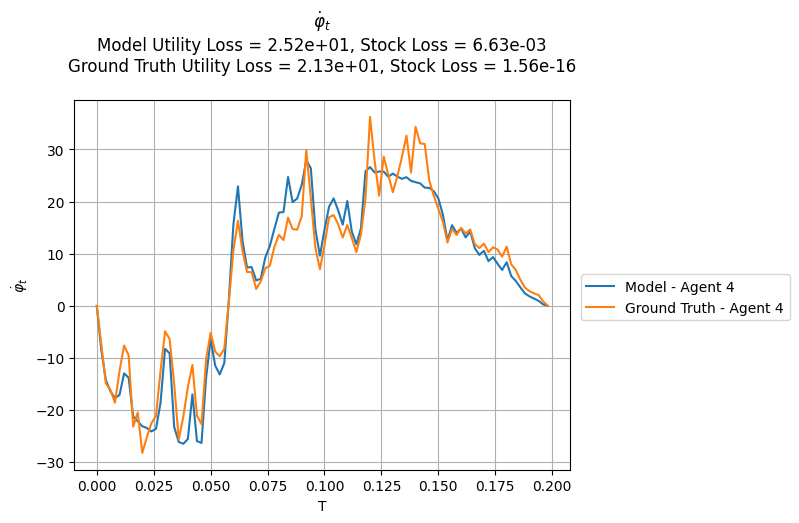 φ̇ₜ
Model Utility Loss = 2.52e+01, Stock Loss = 6.63e-03
Ground Truth Utility Loss = 2.13e+01, Stock Loss = 1.56e-16
φ̇ₜ
30
20
10
0
−10
−20
−30
0.000
0.025
0.050
0.075
0.100
0.125
0.150
0.175
0.200
T
Model - Agent 4
Ground Truth - Agent 4